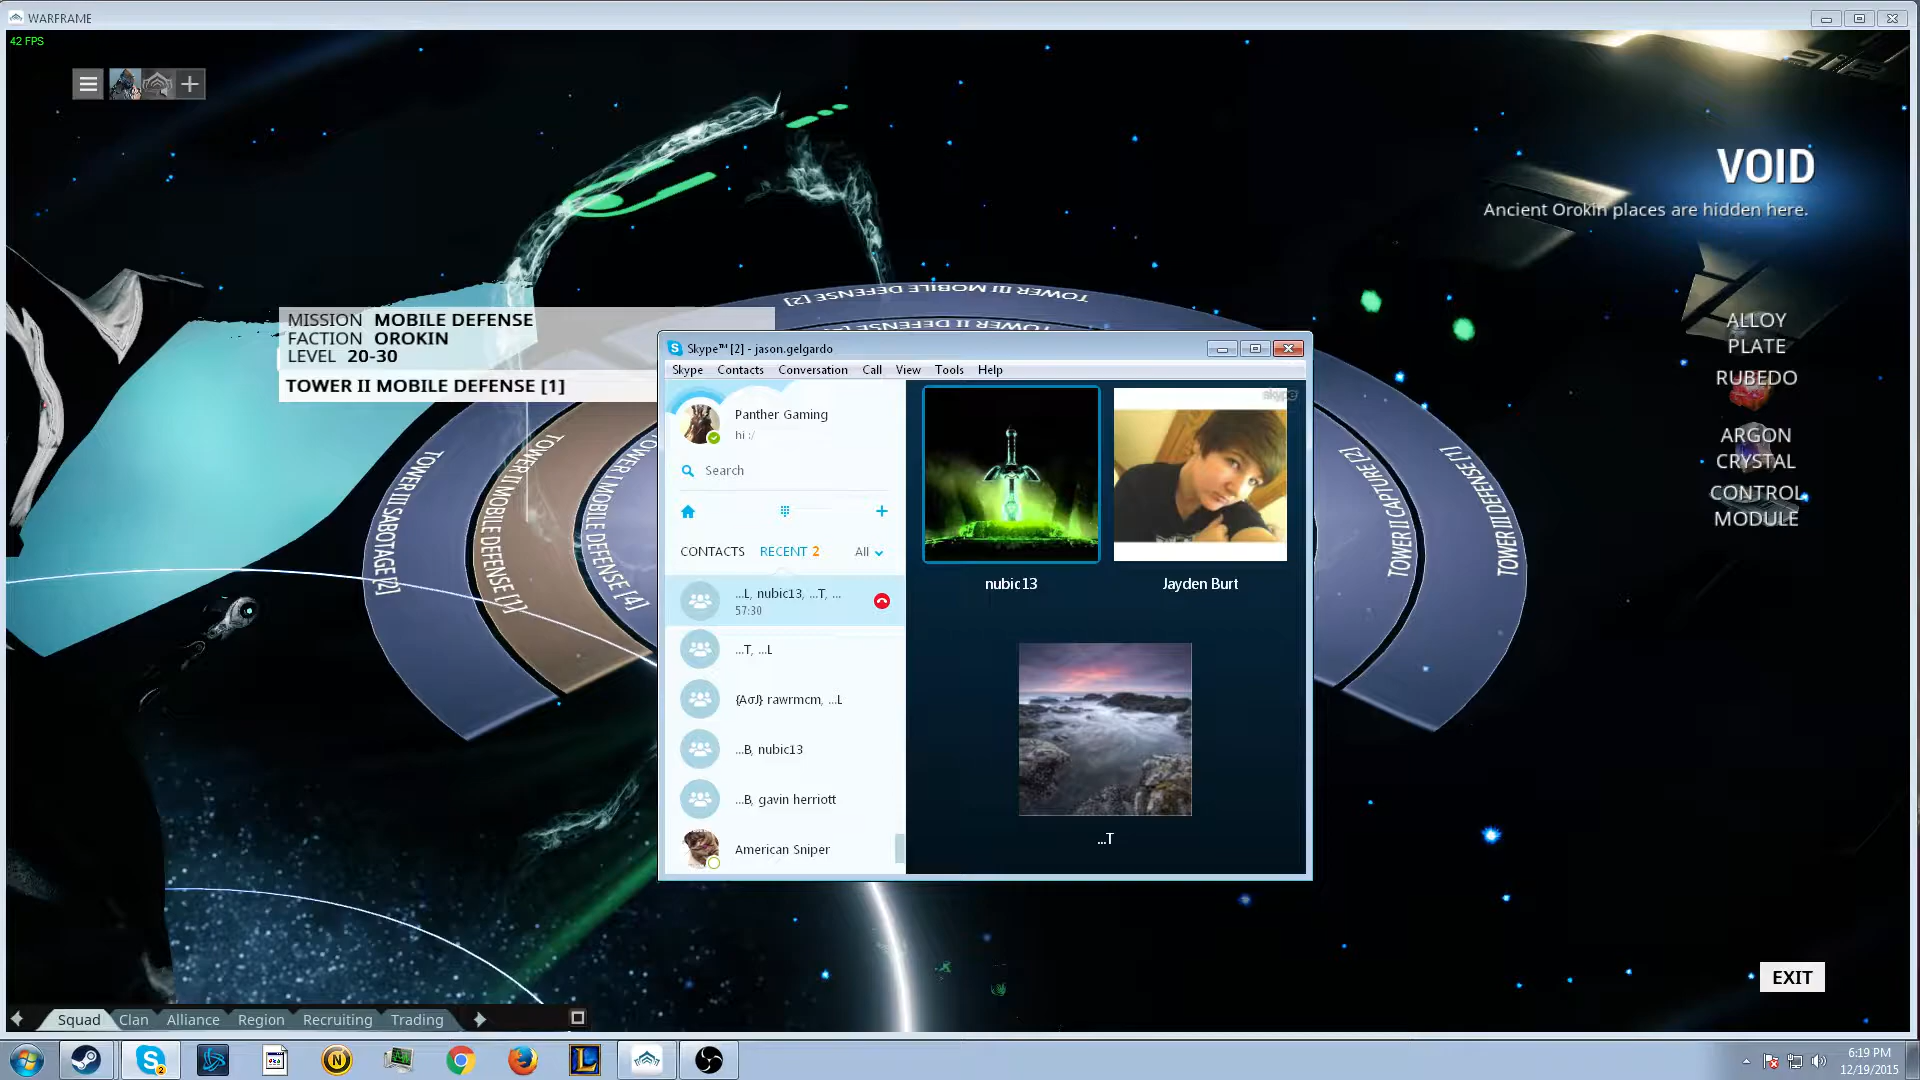 WARFRAME
42 FPS
VOID
Ancient Orokin places are hidden here.
MISSION MOBILE DEFENSE
FACTION OROKIN
LEVEL 20-30
TOWER II MOBILE DEFENSE [1]
TOWER III MOBILE DEFENSE [2]
TOWER III SABOTAGE [2]
TOWER II MOBILE DEFENSE [1]
TOWER I MOBILE DEFENSE [4]
TOWER II CAPTURE [2]
TOWER III DEFENSE [1]
ALLOY
PLATE
RUBEDO
ARGON
CRYSTAL
CONTROL
MODULE
Skype™ [2] - jason.gelgardo
Skype Contacts Conversation Call View Tools Help
Panther Gaming
hi :/
Search
CONTACTS RECENT 2 All
...L, nubic13, ...T, ...
57:30
...T, ...L
{AσJ} rawrmcm, ...L
...B, nubic13
...B, gavin herriott
American Sniper
skype
nubic13
Jayden Burt
...T
EXIT
Squad Clan Alliance Region Recruiting Trading
6:19 PM
12/19/2015